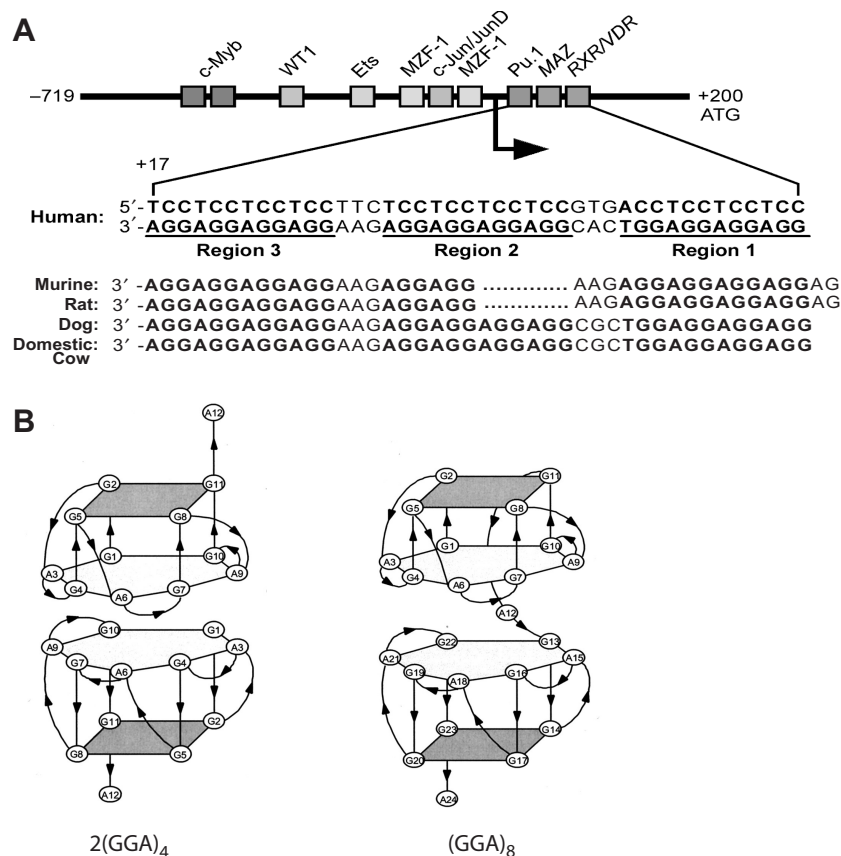 A
c-Myb WT1 Ets MZF-1 c-Jun/JunD MZF-1 Pu.1 MAZ RXR/VDR
–719 +200
ATG
+17
Human: 5′-TCCTCCTCCTCCTTCTCCTCCTCCTCCGTGACCTCCTCCTCC
3′-AGGAGGAGGAGGAAGAGGAGGAGGAGGCACTGGAGGAGGAGG
Region 3 Region 2 Region 1
Murine: 3′ -AGGAGGAGGAGGAAGAGGAGG ............. AAGAGGAGGAGGAGGAG
Rat: 3′ -AGGAGGAGGAGGAAGAGGAGG ............. AAGAGGAGGAGGAGGAG
Dog: 3′ -AGGAGGAGGAGGAAGAGGAGGAGGAGGCGCTGGAGGAGGAGG
Domestic Cow: 3′ -AGGAGGAGGAGGAAGAGGAGGAGGAGGCGCTGGAGGAGGAGG
B
A12
G2 G11
G5 G8
G1 G10
A3 A9
G4 A6 G7
G10 G1
A9 A3
G7 A6 G4
G11 G2
G8 G5
A12
2(GGA)4
G2 G11
G5 G8
G1 G10
A3 A9
G4 A6 G7
A12
G22 G13
A21 A15
G19 A18 G16
G23 G14
G20 G17
A24
(GGA)8